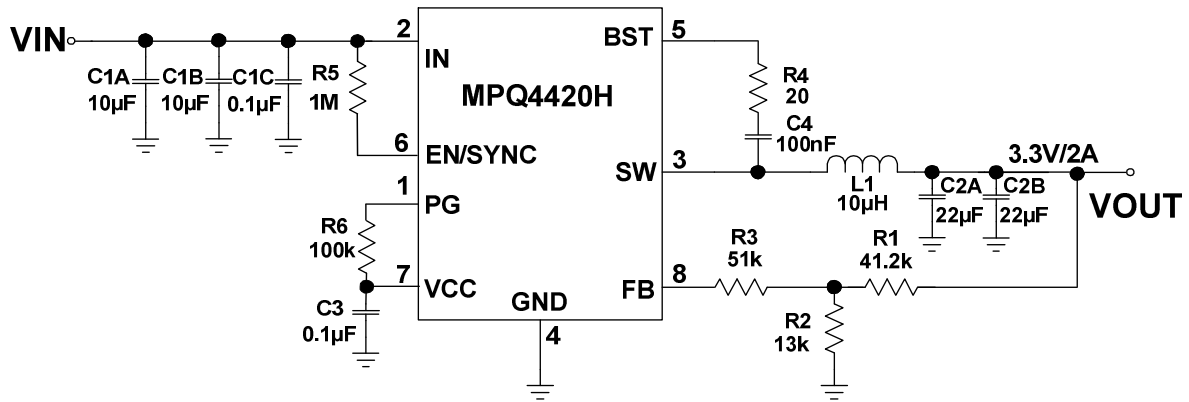 VIN
C1A
10µF
C1B
10µF
C1C
0.1µF
R5
1M
2
IN
6
EN/SYNC
1
PG
R6
100k
7
VCC
C3
0.1µF
MPQ4420H
GND
4
BST
5
R4
20
C4
100nF
SW
3
L1
10µH
C2A
22µF
C2B
22µF
3.3V/2A
VOUT
FB
8
R3
51k
R1
41.2k
R2
13k